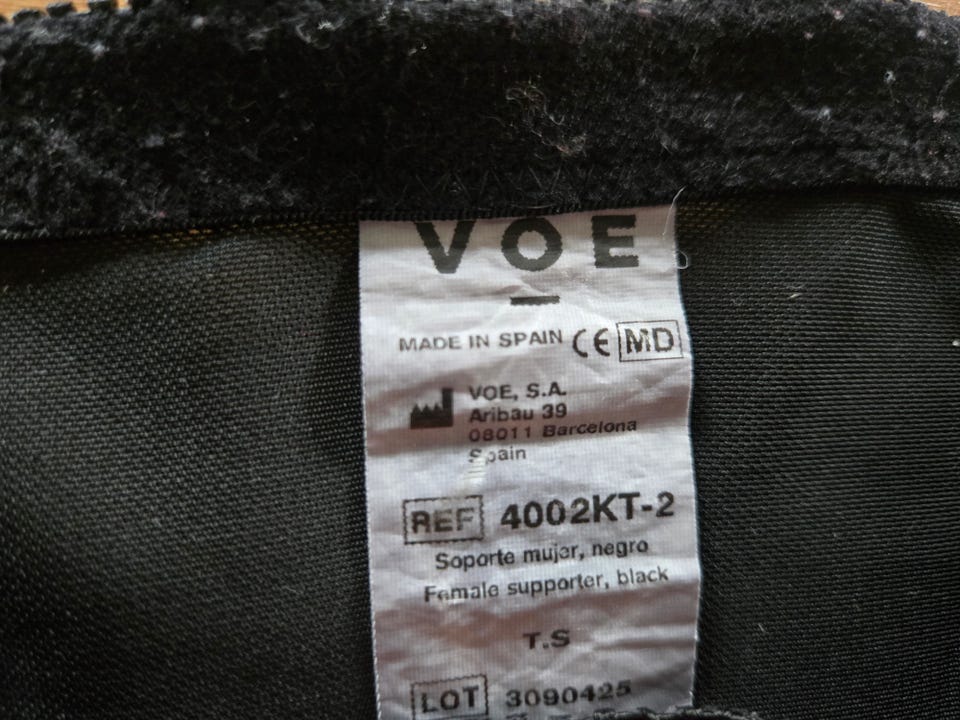 VOE
MADE IN SPAIN CE MD
VOE, S.A.
Aribau 39
08011 Barcelona
Spain
REF 4002KT-2
Soporte mujer, negro
Female supporter, black
T.S
LOT 3090425